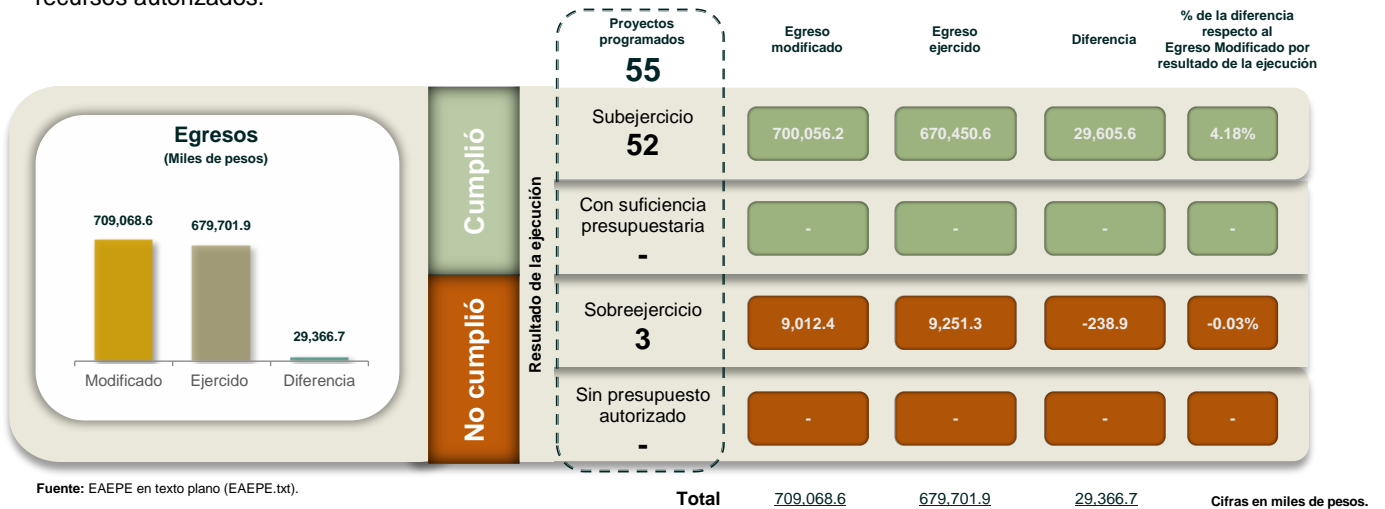 recursos autorizados.
Proyectos
programados
55
Egreso
modificado
Egreso
ejercido
Diferencia
% de la diferencia
respecto al
Egreso Modificado por
resultado de la ejecución
Egresos
(Miles de pesos)
709,068.6
679,701.9
29,366.7
Modificado
Ejercido
Diferencia
Cumplió
No cumplió
Resultado de la ejecución
Subejercicio
52
700,056.2
670,450.6
29,605.6
4.18%
Con suficiencia
presupuestaria
-
-
-
-
-
Sobreejercicio
3
9,012.4
9,251.3
-238.9
-0.03%
Sin presupuesto
autorizado
-
-
-
-
-
Fuente: EAEPE en texto plano (EAEPE.txt).
Total
709,068.6
679,701.9
29,366.7
Cifras en miles de pesos.